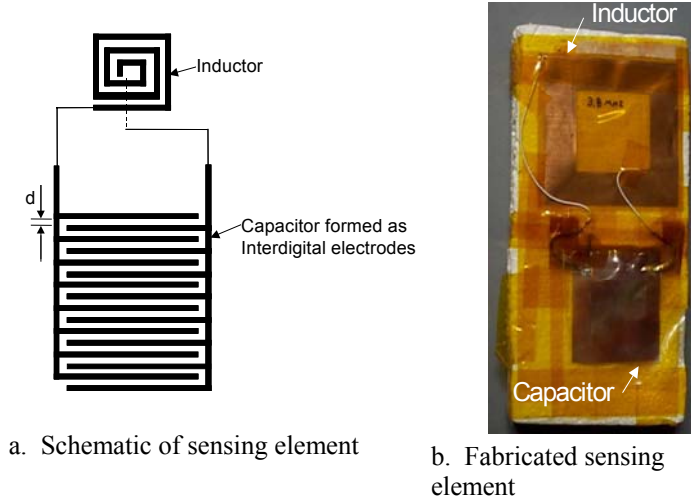 Inductor
d
Capacitor formed as
Interdigital electrodes
a. Schematic of sensing element
Inductor
Capacitor
b. Fabricated sensing
element